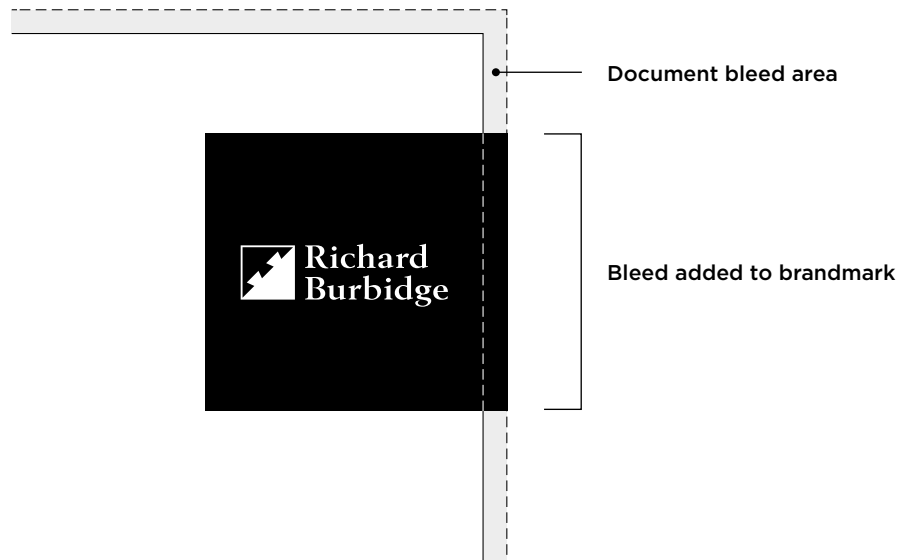 Document bleed area
Richard
Burbidge
Bleed added to brandmark